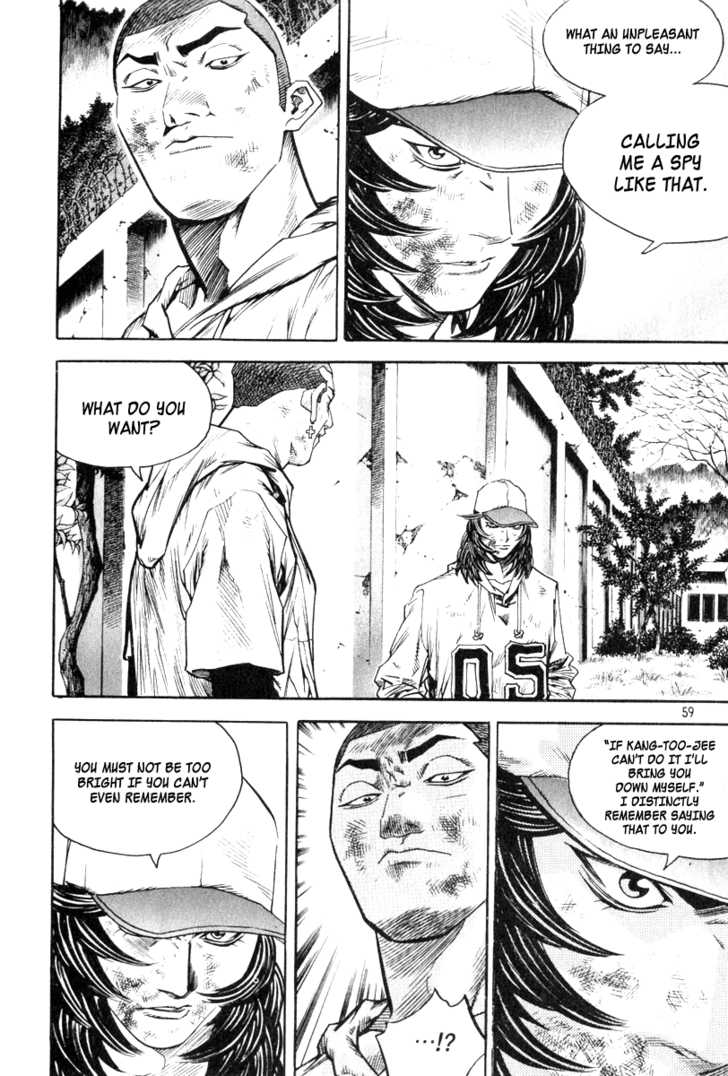 WHAT AN UNPLEASANT
THING TO SAY...
CALLING
ME A SPY
LIKE THAT.
WHAT DO YOU
WANT?
05
59
YOU MUST NOT BE TOO
BRIGHT IF YOU CAN'T
EVEN REMEMBER.
...!?
"IF KANG-TOO-JEE
CAN'T DO IT I'LL
BRING YOU
DOWN MYSELF."
I DISTINCTLY
REMEMBER SAYING
THAT TO YOU.